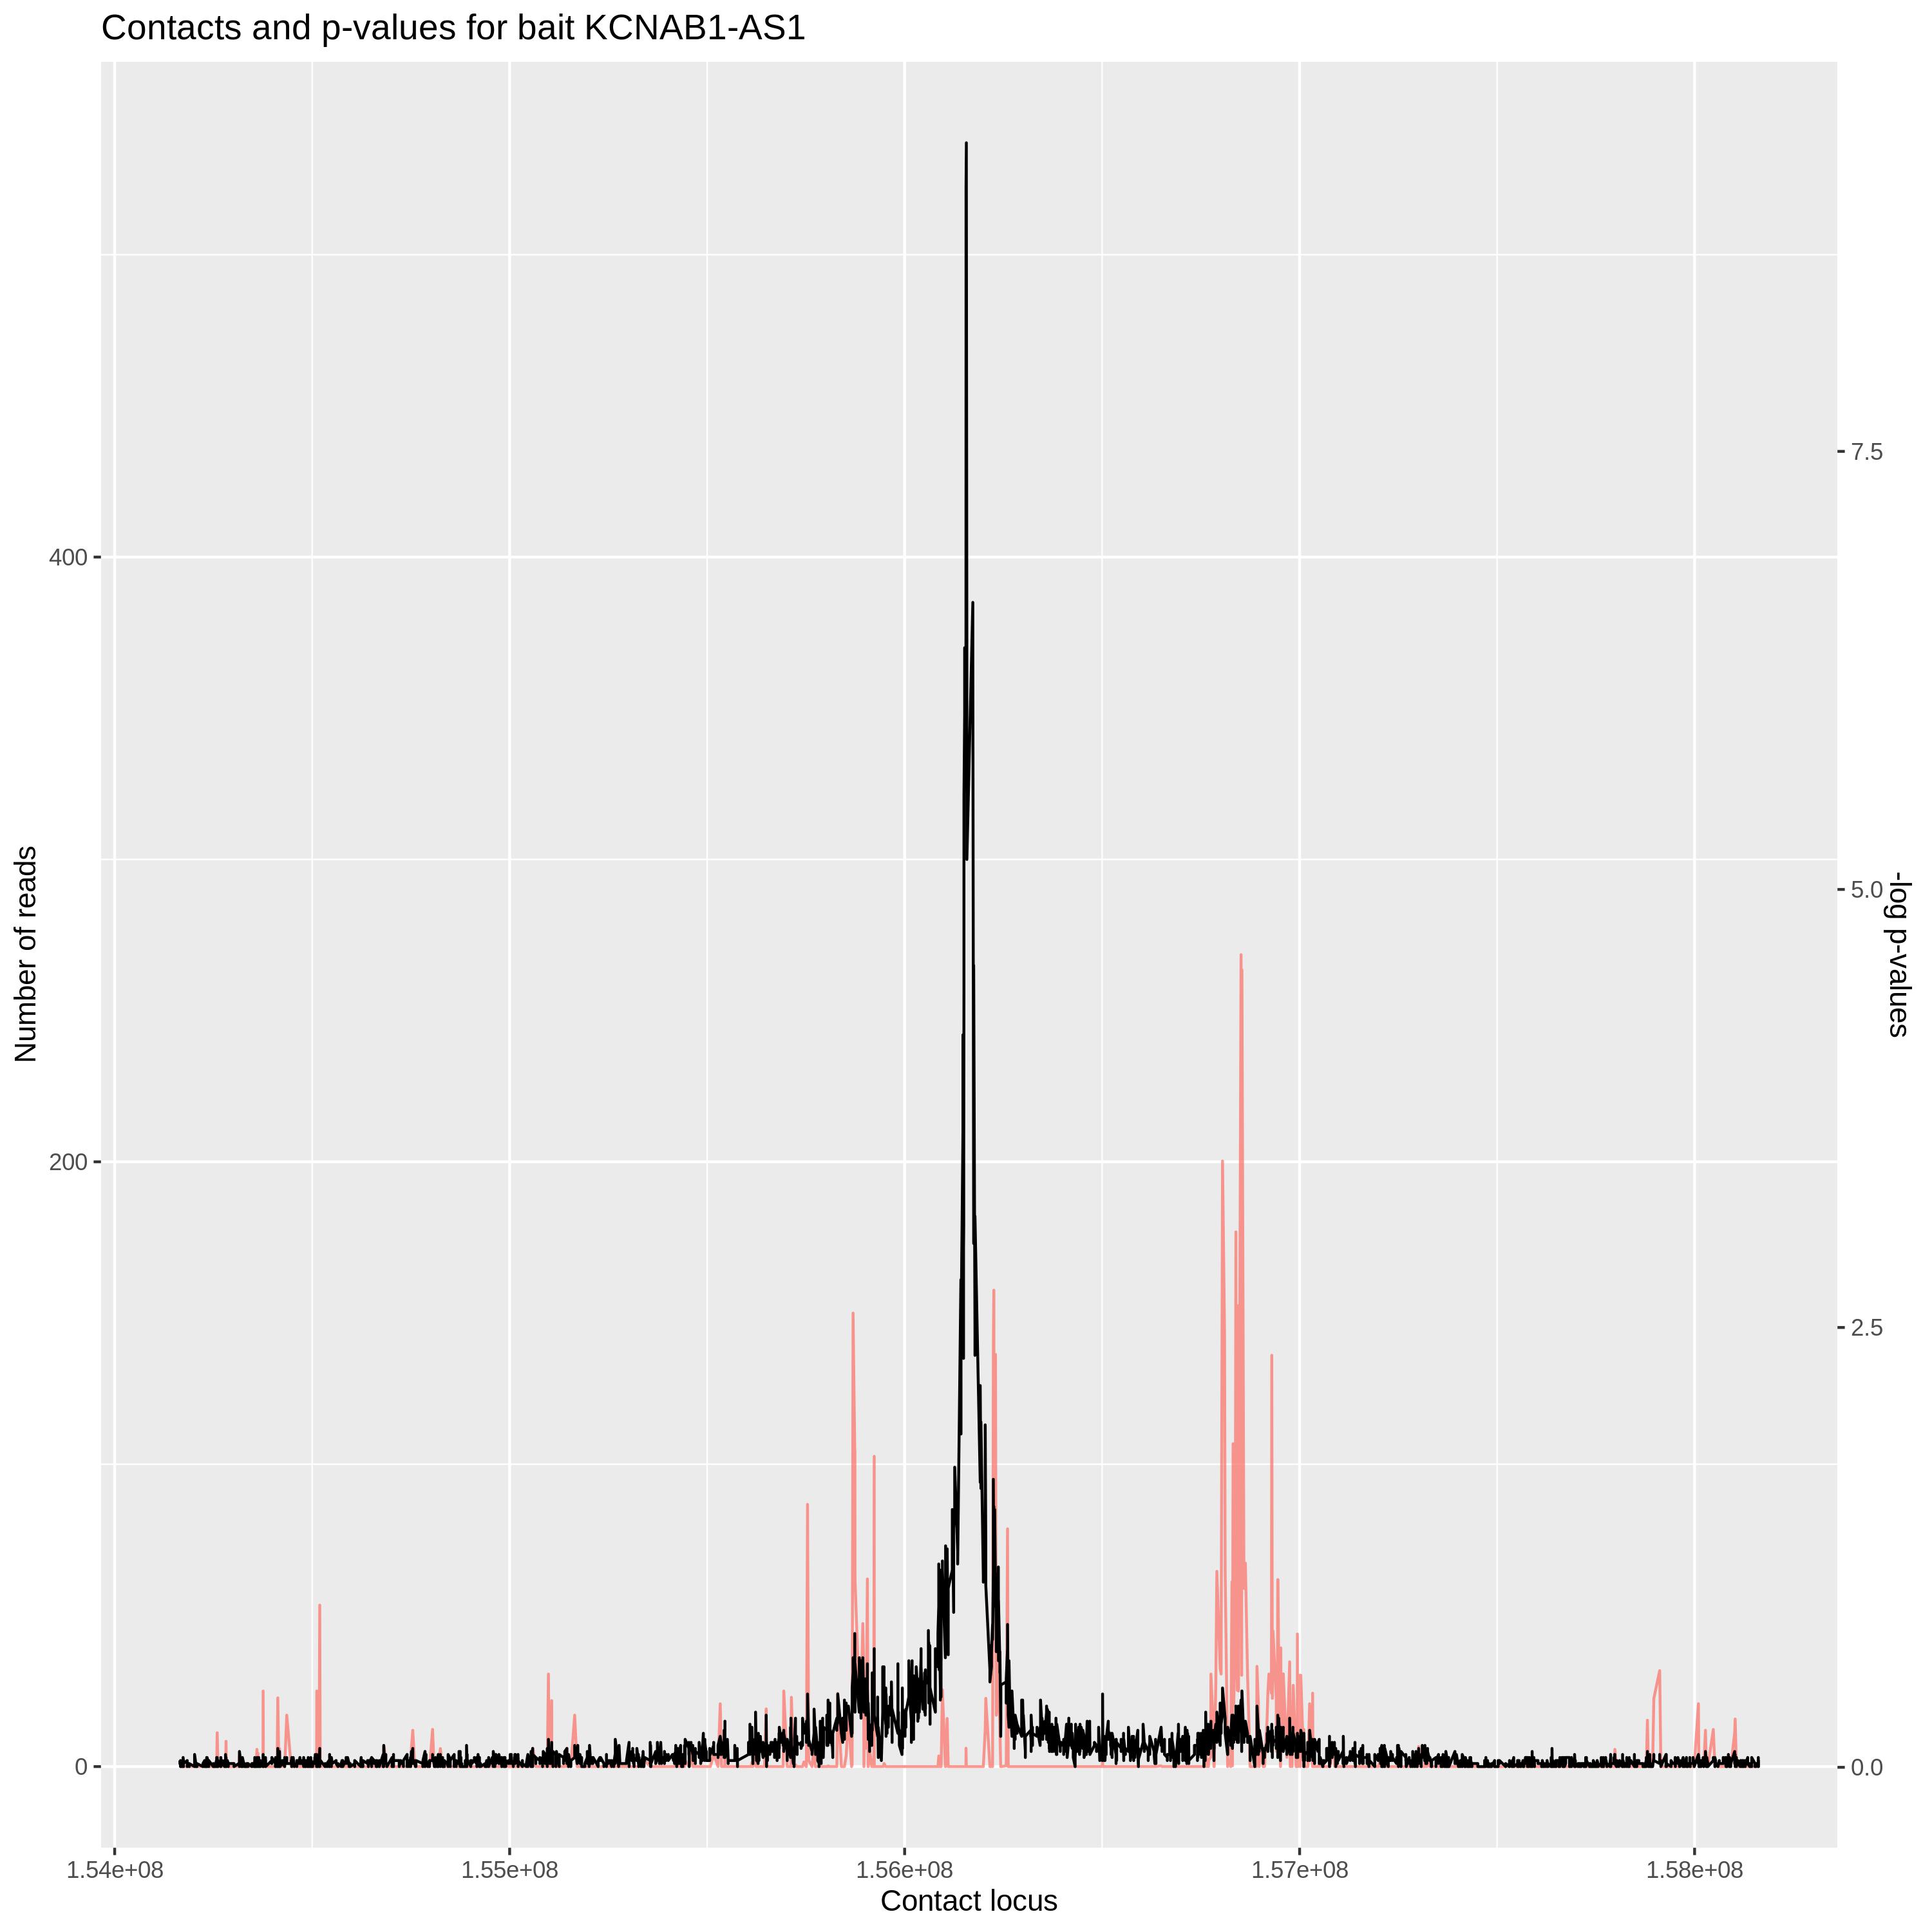 Contacts and p-values for bait KCNAB1-AS1
Number of reads
400
200
0
7.5
5.0
2.5
0.0
-log p-values
1.54e+08
1.55e+08
1.56e+08
1.57e+08
1.58e+08
Contact locus